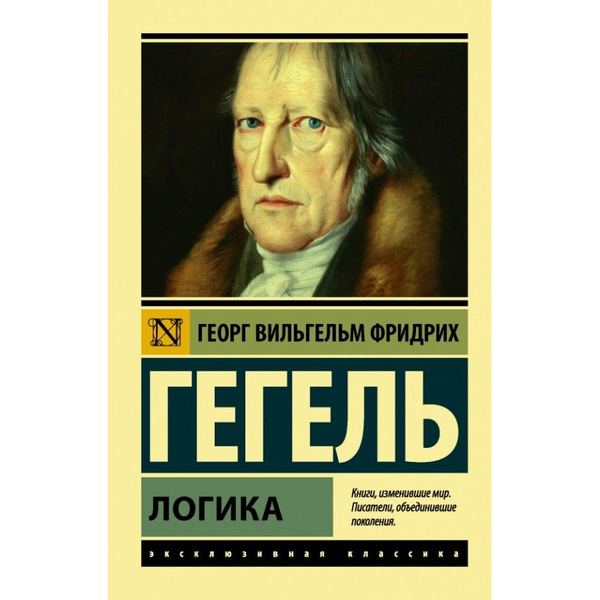 ГЕОРГ ВИЛЬГЕЛЬМ ФРИДРИХ
ГЕГЕЛЬ
ЛОГИКА
Книги, изменившие мир.
Писатели, объединившие
поколения.
эксклюзивная классика